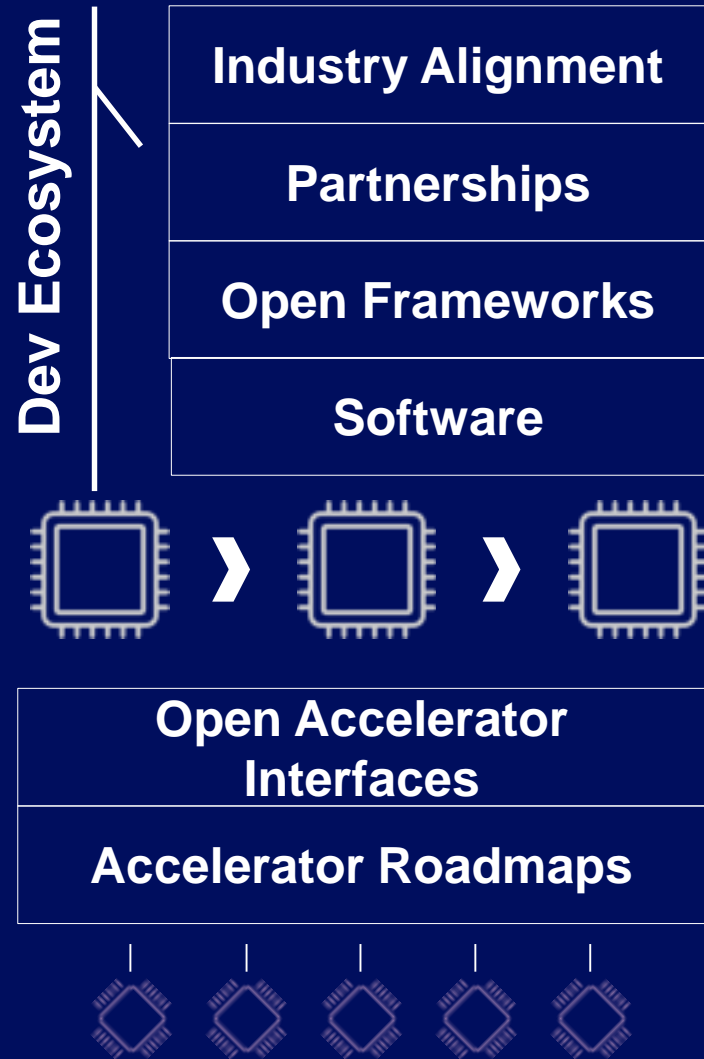 Dev Ecosystem
Industry Alignment
Partnerships
Open Frameworks
Software
Open Accelerator
Interfaces
Accelerator Roadmaps